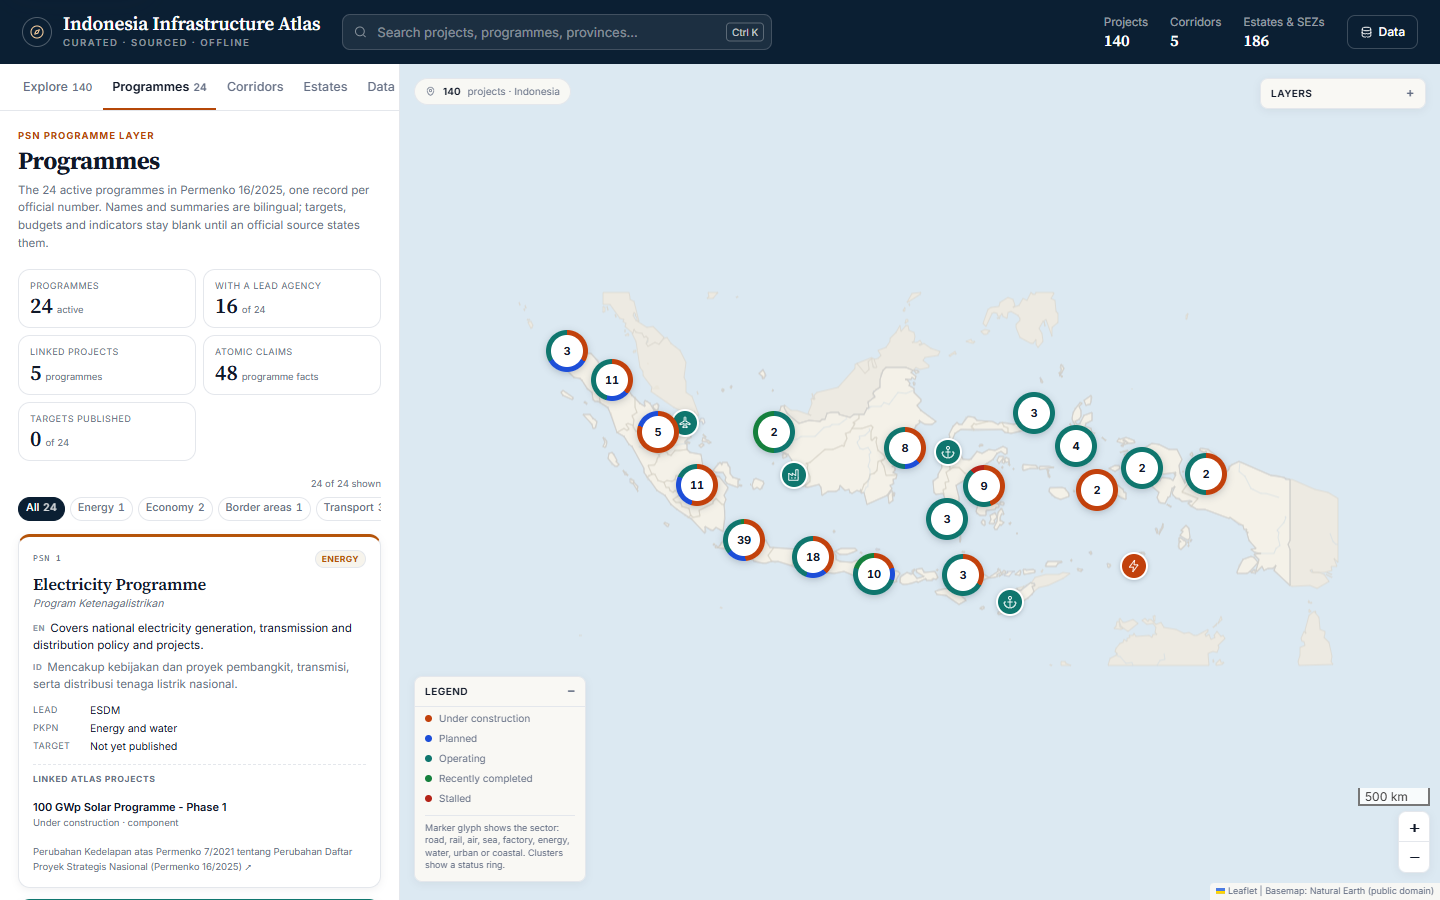 Indonesia Infrastructure Atlas
CURATED · SOURCED · OFFLINE
Search projects, programmes, provinces...
Ctrl K
Projects
140
Corridors
5
Estates & SEZs
186
Data
Explore 140
Programmes 24
Corridors
Estates
Data
PSN PROGRAMME LAYER
Programmes
The 24 active programmes in Permenko 16/2025, one record per
official number. Names and summaries are bilingual; targets,
budgets and indicators stay blank until an official source states
them.
PROGRAMMES
24 active
WITH A LEAD AGENCY
16 of 24
LINKED PROJECTS
5 programmes
ATOMIC CLAIMS
48 programme facts
TARGETS PUBLISHED
0 of 24
24 of 24 shown
All 24
Energy 1
Economy 2
Border areas 1
Transport
PSN 1
ENERGY
Electricity Programme
Program Ketenagalistrikan
EN Covers national electricity generation, transmission and
distribution policy and projects.
ID Mencakup kebijakan dan proyek pembangkit, transmisi,
serta distribusi tenaga listrik nasional.
LEAD ESDM
PKPN Energy and water
TARGET Not yet published
LINKED ATLAS PROJECTS
100 GWp Solar Programme - Phase 1
Under construction · component
Perubahan Kedelapan atas Permenko 7/2021 tentang Perubahan Daftar
Proyek Strategis Nasional (Permenko 16/2025) ↗
140 projects · Indonesia
LAYERS +
3
11
5
2
11
39
18
10
8
9
3
3
3
4
2
2
2
LEGEND −
Under construction
Planned
Operating
Recently completed
Stalled
Marker glyph shows the sector:
road, rail, air, sea, factory, energy,
water, urban or coastal. Clusters
show a status ring.
500 km
+
−
Leaflet | Basemap: Natural Earth (public domain)